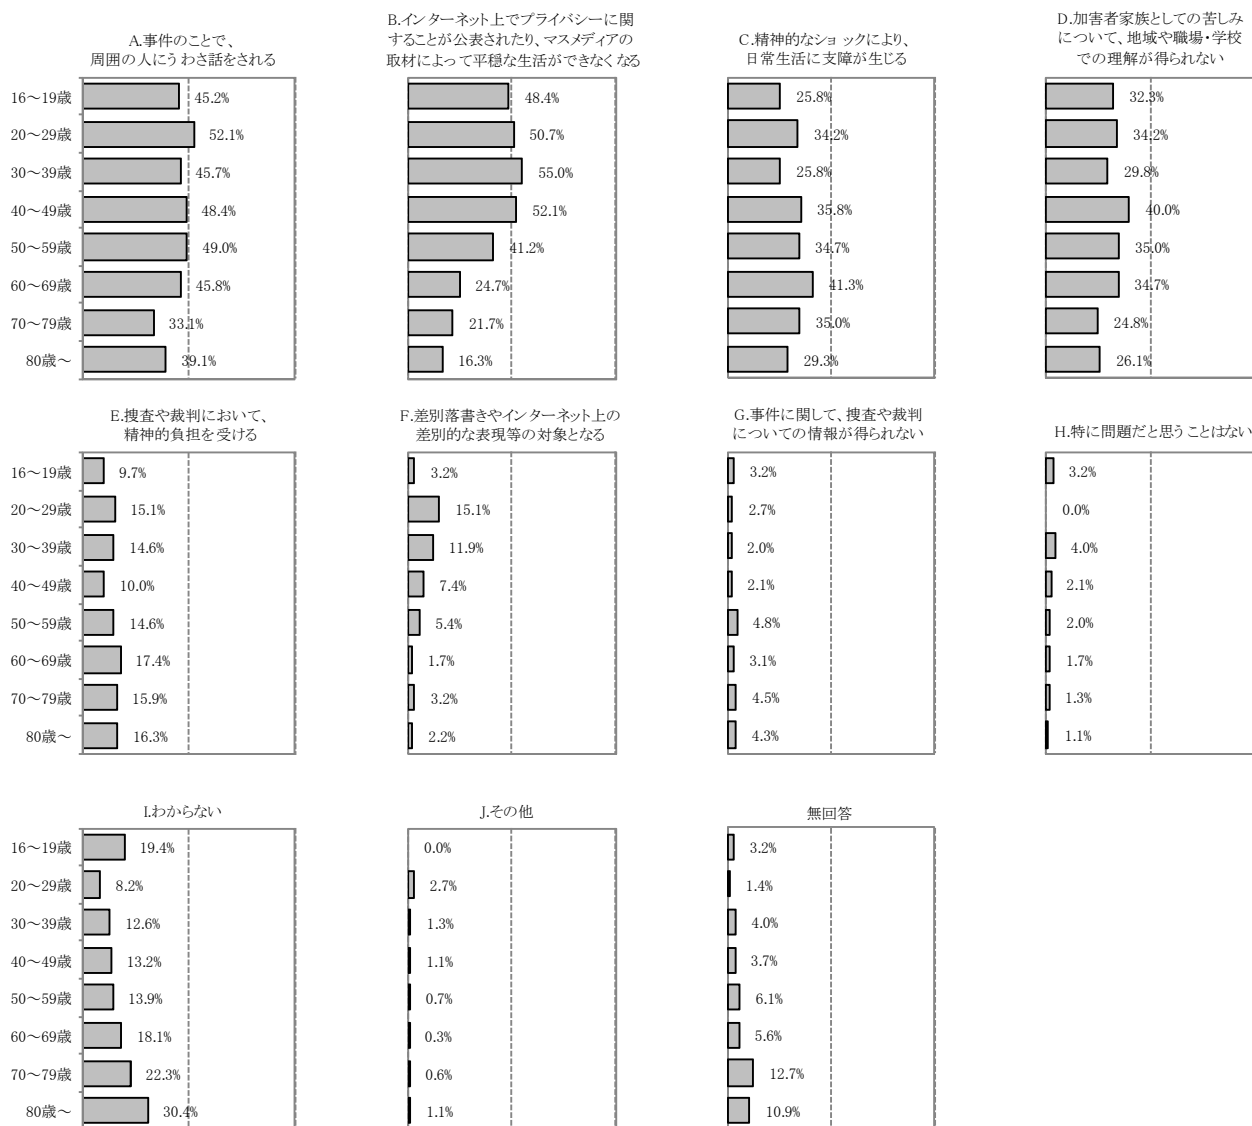 A.事件のことで、
周囲の人にうわさ話をされる
B.インターネット上でプライバシーに関
することが公表されたり、マスメディアの
取材によって平穏な生活ができなくなる
C.精神的なショックにより、
日常生活に支障が生じる
D.加害者家族としての苦しみ
について、地域や職場・学校
での理解が得られない
16～19歳 45.2% 48.4% 25.8% 32.3%
20～29歳 52.1% 50.7% 34.2% 34.2%
30～39歳 45.7% 55.0% 25.8% 29.8%
40～49歳 48.4% 52.1% 35.8% 40.0%
50～59歳 49.0% 41.2% 34.7% 35.0%
60～69歳 45.8% 24.7% 41.3% 34.7%
70～79歳 33.1% 21.7% 35.0% 24.8%
80歳～ 39.1% 16.3% 29.3% 26.1%
E.捜査や裁判において、
精神的負担を受ける
F.差別落書きやインターネット上の
差別的な表現等の対象となる
G.事件に関して、捜査や裁判
についての情報が得られない
H.特に問題だと思うことはない
16～19歳 9.7% 3.2% 3.2% 3.2%
20～29歳 15.1% 15.1% 2.7% 0.0%
30～39歳 14.6% 11.9% 2.0% 4.0%
40～49歳 10.0% 7.4% 2.1% 2.1%
50～59歳 14.6% 5.4% 4.8% 2.0%
60～69歳 17.4% 1.7% 3.1% 1.7%
70～79歳 15.9% 3.2% 4.5% 1.3%
80歳～ 16.3% 2.2% 4.3% 1.1%
I.わからない
J.その他
無回答
16～19歳 19.4% 0.0% 3.2%
20～29歳 8.2% 2.7% 1.4%
30～39歳 12.6% 1.3% 4.0%
40～49歳 13.2% 1.1% 3.7%
50～59歳 13.9% 0.7% 6.1%
60～69歳 18.1% 0.3% 5.6%
70～79歳 22.3% 0.6% 12.7%
80歳～ 30.4% 1.1% 10.9%